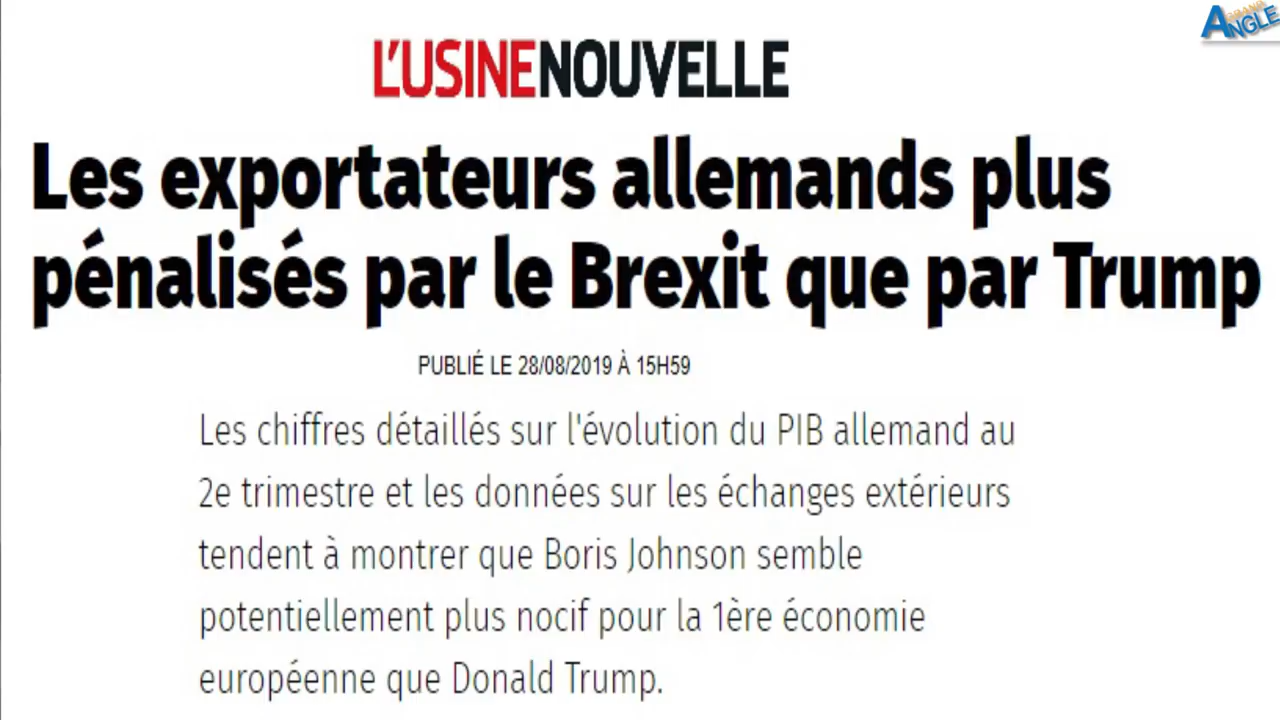 GRAND
ANGLE
L'USINENOUVELLE
Les exportateurs allemands plus
pénalisés par le Brexit que par Trump
PUBLIÉ LE 28/08/2019 À 15H59
Les chiffres détaillés sur l'évolution du PIB allemand au
2e trimestre et les données sur les échanges extérieurs
tendent à montrer que Boris Johnson semble
potentiellement plus nocif pour la 1ère économie
européenne que Donald Trump.